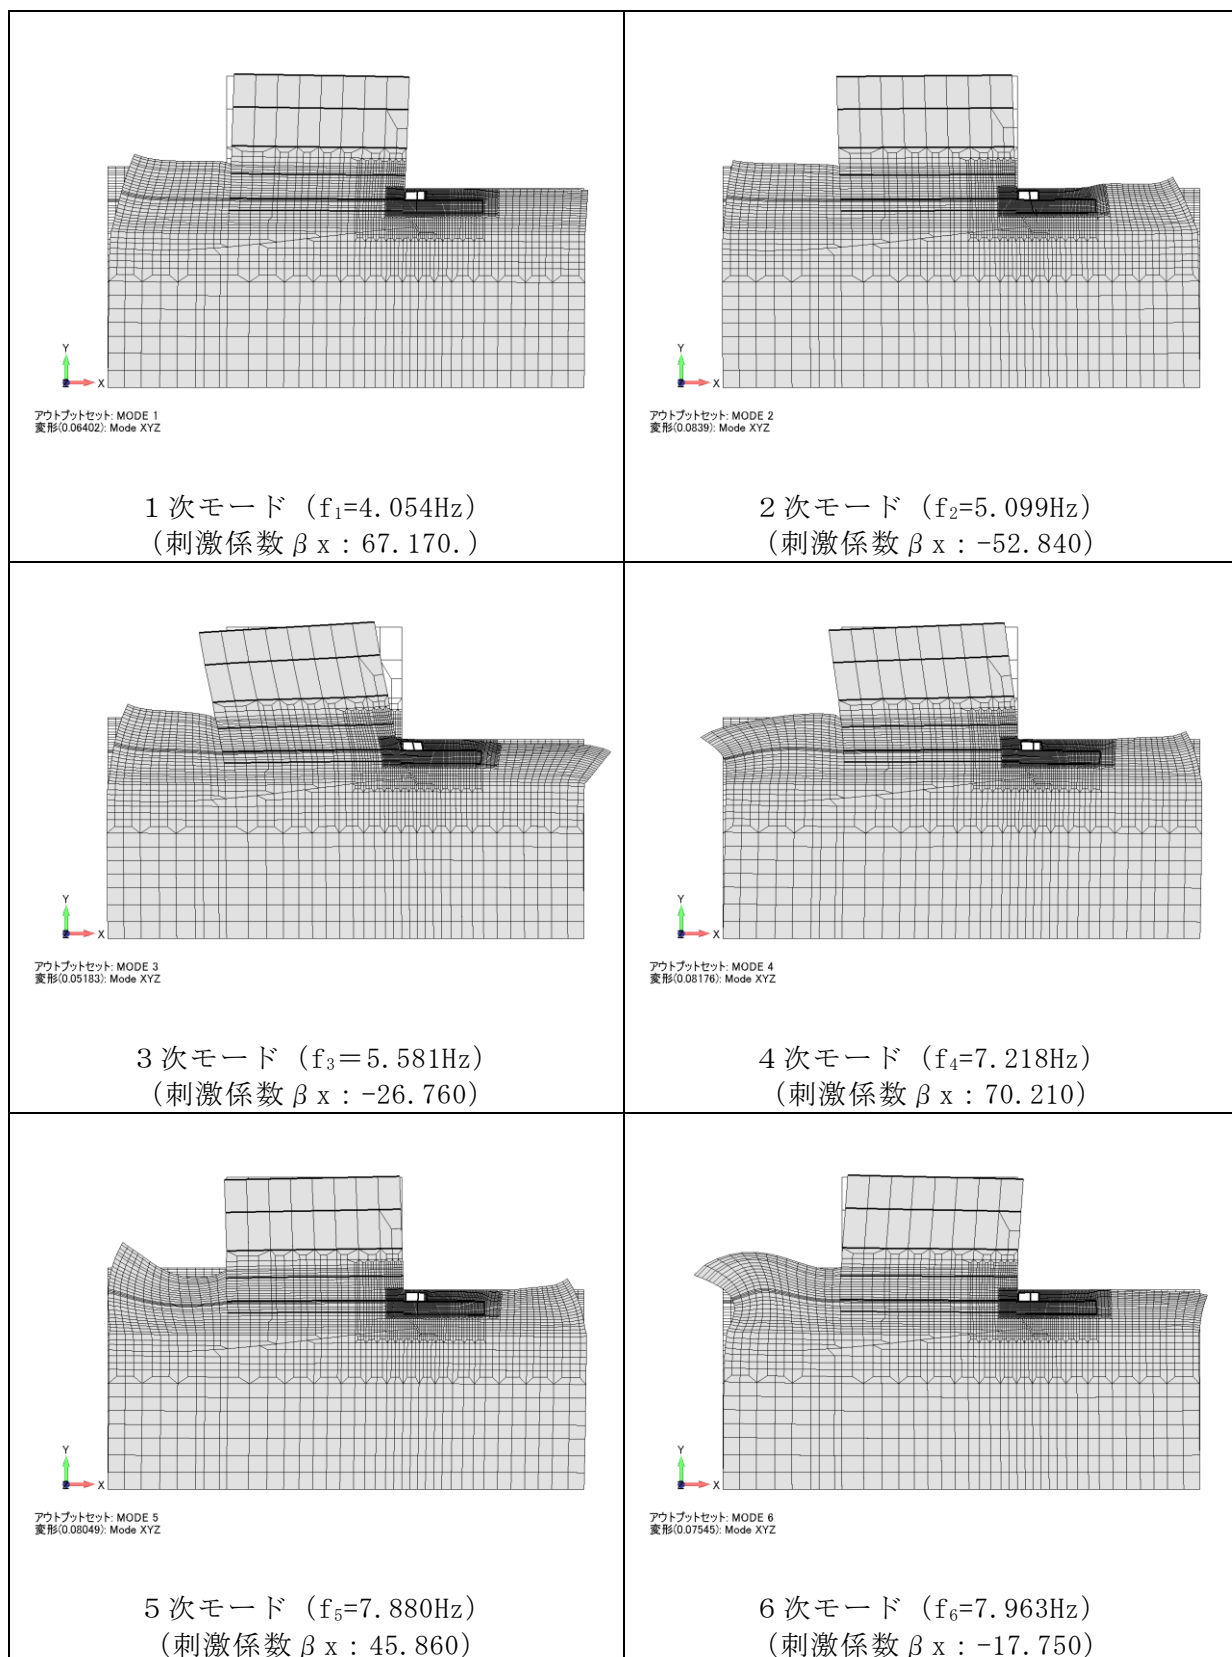 Y
X
アウトプットセット: MODE 1
変形(0.06402): Mode XYZ
1次モード（f₁=4.054Hz）
（刺激係数βx：67.170.）
Y
X
アウトプットセット: MODE 2
変形(0.0839): Mode XYZ
2次モード（f₂=5.099Hz）
（刺激係数βx：-52.840）
Y
X
アウトプットセット: MODE 3
変形(0.05183): Mode XYZ
3次モード（f₃＝5.581Hz）
（刺激係数βx：-26.760）
Y
X
アウトプットセット: MODE 4
変形(0.08176): Mode XYZ
4次モード（f₄=7.218Hz）
（刺激係数βx：70.210）
Y
X
アウトプットセット: MODE 5
変形(0.08049): Mode XYZ
5次モード（f₅=7.880Hz）
（刺激係数βx：45.860）
Y
X
アウトプットセット: MODE 6
変形(0.07545): Mode XYZ
6次モード（f₆=7.963Hz）
（刺激係数βx：-17.750）